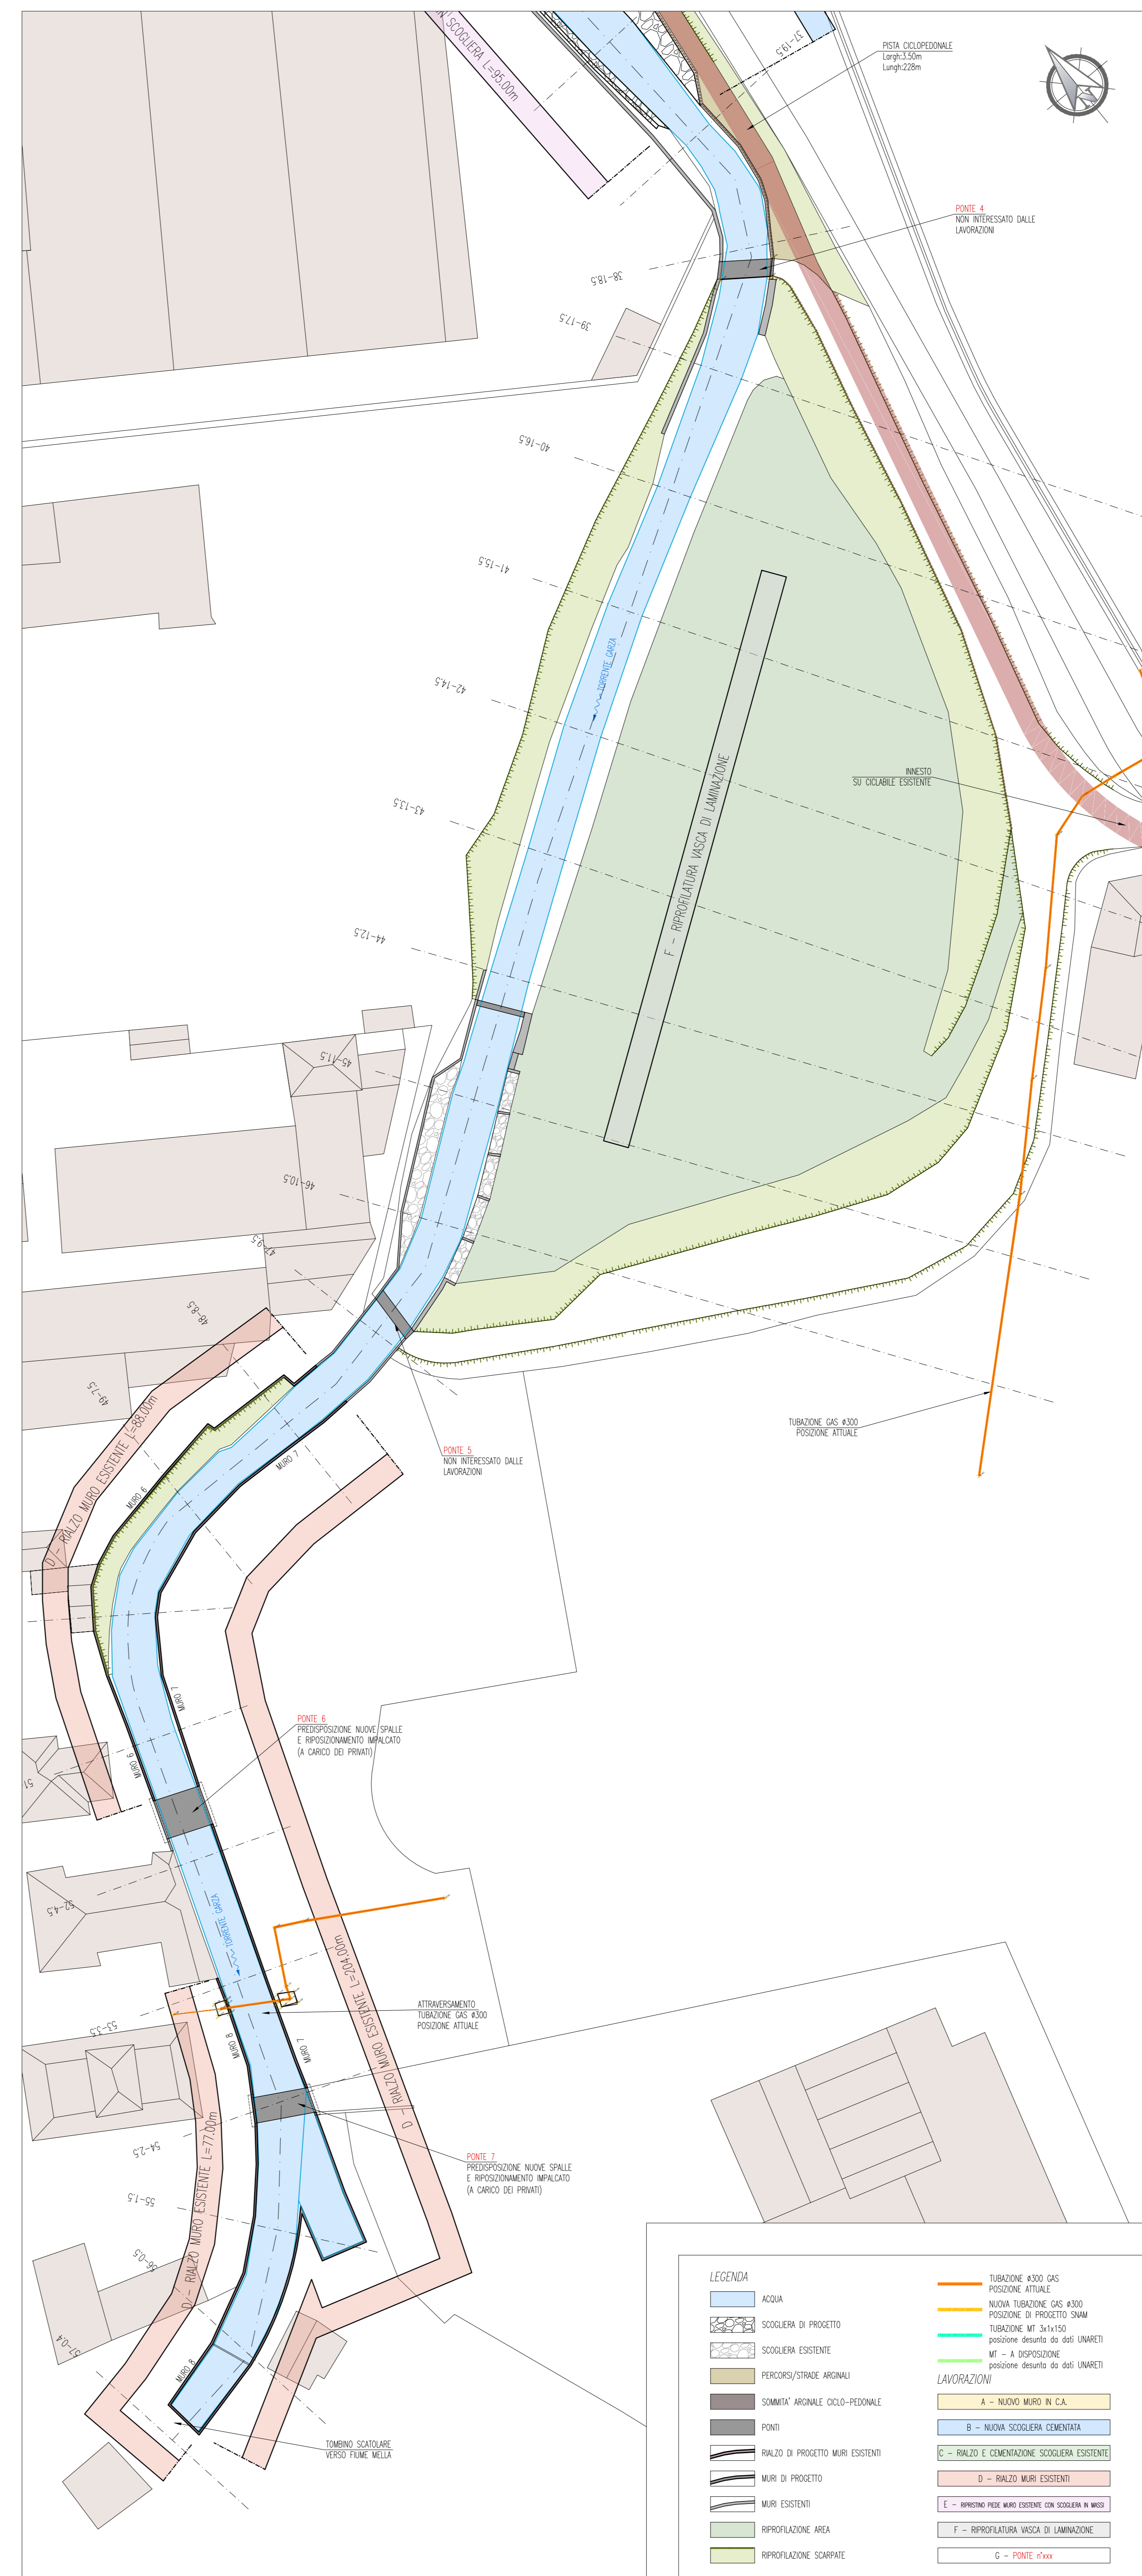 N SCOGLIERA L=95.00m
37-19.5
PISTA CICLOPEDONALE
Largh:3.50m
Lungh:228m
PONTE 4
NON INTERESSATO DALLE
LAVORAZIONI
38-18.5
39-17.5
40-16.5
41-15.5
TORRENTE GARZA
42-14.5
F - RIPROFILATURA VASCA DI LAMINAZIONE
INNESTO
SU CICLABILE ESISTENTE
43-13.5
44-12.5
45-11.5
46-10.5
47-9.5
48-8.5
49-7.5
TUBAZIONE GAS ø300
POSIZIONE ATTUALE
D - RIALZO MURO ESISTENTE L=88.00m
PONTE 5
NON INTERESSATO DALLE
LAVORAZIONI
MURO 7
MURO 6
MURO 7
MURO 6
PONTE 6
PREDISPOSIZIONE NUOVE SPALLE
E RIPOSIZIONAMENTO IMPALCATO
(A CARICO DEI PRIVATI)
51
52-4.5
TORRENTE GARZA
D - RIALZO MURO ESISTENTE L=204.00m
ATTRAVERSAMENTO
TUBAZIONE GAS ø300
POSIZIONE ATTUALE
53-3.5
MURO 8
MURO 7
54-2.5
PONTE 7
PREDISPOSIZIONE NUOVE SPALLE
E RIPOSIZIONAMENTO IMPALCATO
(A CARICO DEI PRIVATI)
55-1.5
D - RIALZO MURO ESISTENTE L=77.00m
56-0.5
57-0.4
MURO 8
TOMBINO SCATOLARE
VERSO FIUME MELLA
LEGENDA
ACQUA
SCOGLIERA DI PROGETTO
SCOGLIERA ESISTENTE
PERCORSI/STRADE ARGINALI
SOMMITA' ARGINALE CICLO-PEDONALE
PONTI
RIALZO DI PROGETTO MURI ESISTENTI
MURI DI PROGETTO
MURI ESISTENTI
RIPROFILAZIONE AREA
RIPROFILAZIONE SCARPATE
TUBAZIONE ø300 GAS
POSIZIONE ATTUALE
NUOVA TUBAZIONE GAS ø300
POSIZIONE DI PROGETTO SNAM
TUBAZIONE MT 3x1x150
posizione desunta da dati UNARETI
MT - A DISPOSIZIONE
posizione desunta da dati UNARETI
LAVORAZIONI
A - NUOVO MURO IN C.A.
B - NUOVA SCOGLIERA CEMENTATA
C - RIALZO E CEMENTAZIONE SCOGLIERA ESISTENTE
D - RIALZO MURI ESISTENTI
E - RIPRISTINO PIEDE MURO ESISTENTE CON SCOGLIERA IN MASSI
F - RIPROFILATURA VASCA DI LAMINAZIONE
G - PONTE n°xxx